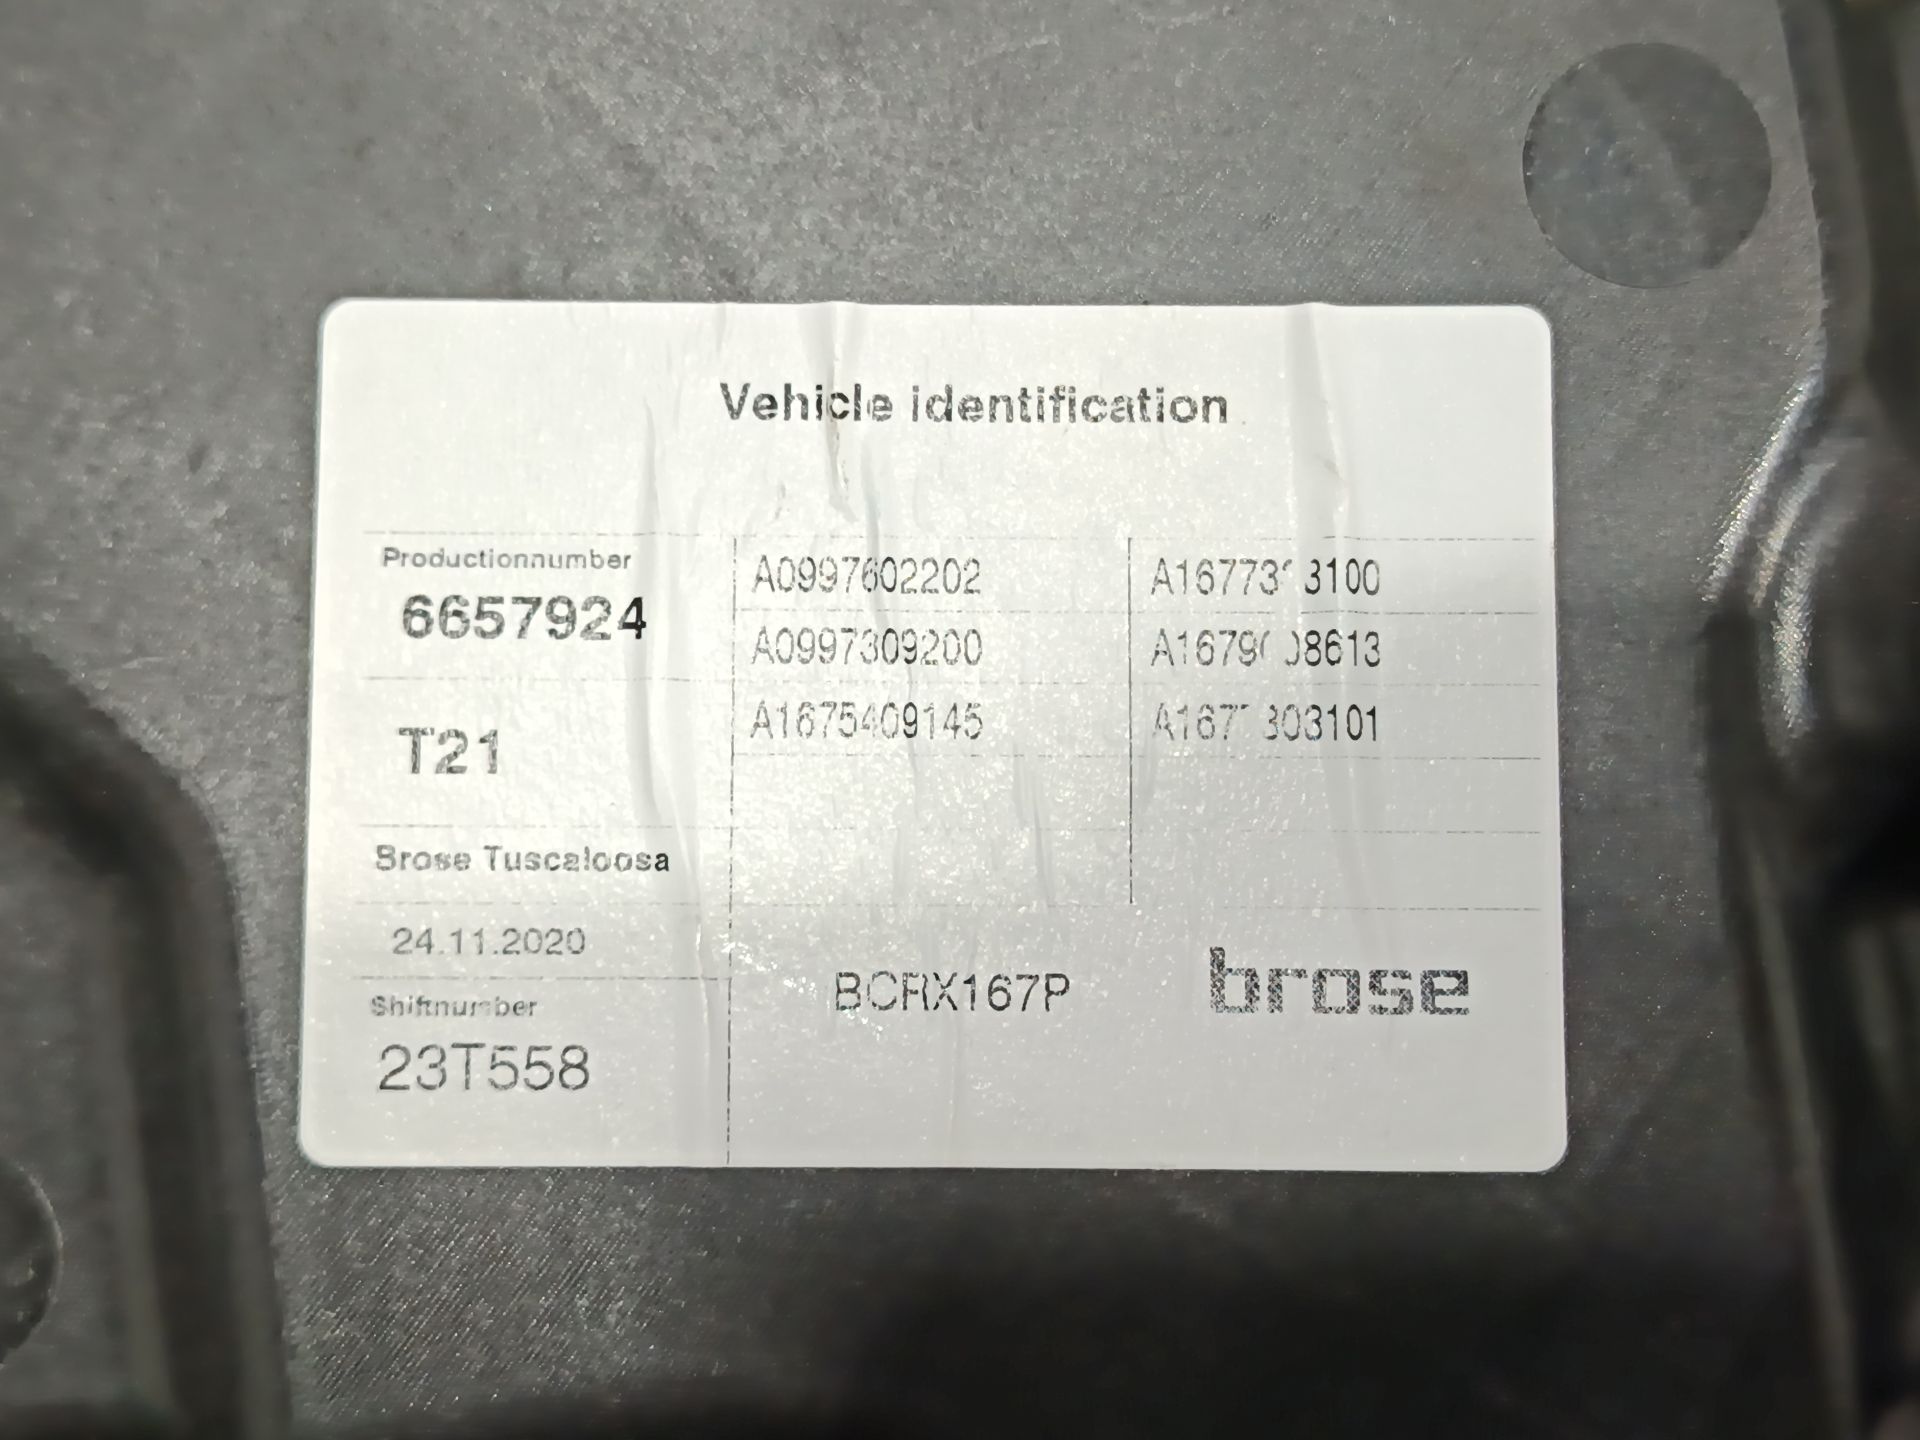 Vehicle identification
Productionnumber
6657924
T21
Brose Tuscaloosa
24.11.2020
Shiftnumber
23T558
A0997602202
A0997309200
A1675409145
BCRX167P
brose